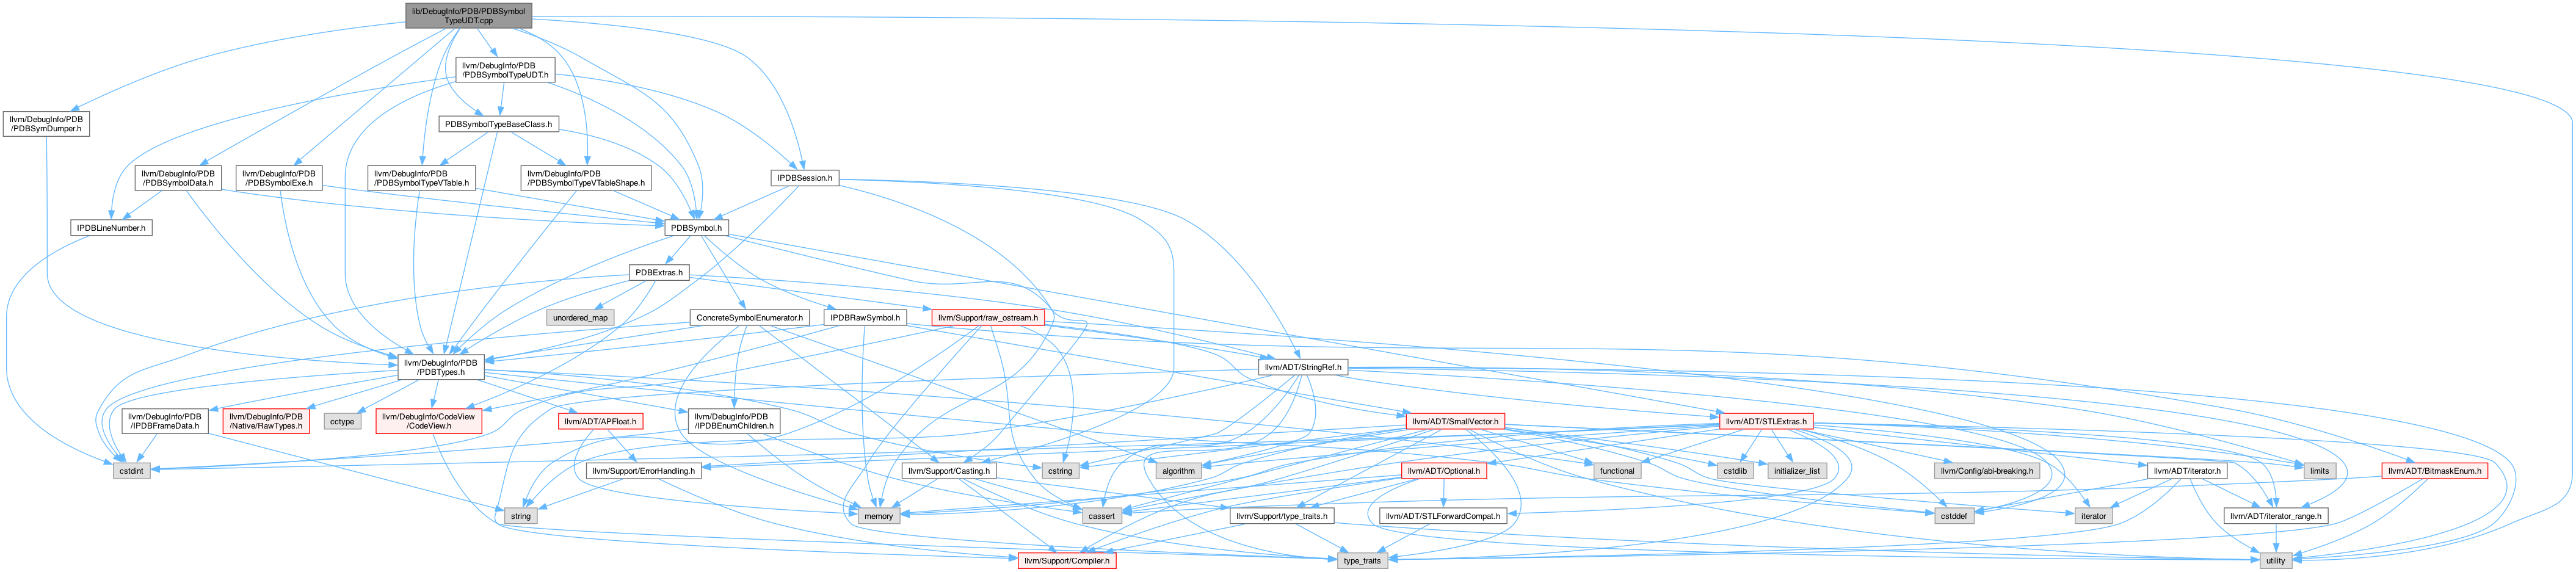 lib/DebugInfo/PDB/PDBSymbol
TypeUDT.cpp
llvm/DebugInfo/PDB
/PDBSymbolTypeUDT.h
llvm/DebugInfo/PDB
/PDBSymDumper.h
PDBSymbolTypeBaseClass.h
llvm/DebugInfo/PDB
/PDBSymbolData.h
llvm/DebugInfo/PDB
/PDBSymbolExe.h
llvm/DebugInfo/PDB
/PDBSymbolTypeVTable.h
llvm/DebugInfo/PDB
/PDBSymbolTypeVTableShape.h
IPDBSession.h
IPDBLineNumber.h
PDBSymbol.h
PDBExtras.h
unordered_map
ConcreteSymbolEnumerator.h
IPDBRawSymbol.h
llvm/Support/raw_ostream.h
llvm/DebugInfo/PDB
/PDBTypes.h
llvm/ADT/StringRef.h
llvm/DebugInfo/PDB
/IPDBFrameData.h
llvm/DebugInfo/PDB
/Native/RawTypes.h
cctype
llvm/DebugInfo/CodeView
/CodeView.h
llvm/ADT/APFloat.h
llvm/DebugInfo/PDB
/IPDBEnumChildren.h
llvm/ADT/SmallVector.h
llvm/ADT/STLExtras.h
cstdint
llvm/Support/ErrorHandling.h
llvm/Support/Casting.h
cstring
algorithm
llvm/ADT/Optional.h
functional
cstdlib
initializer_list
llvm/Config/abi-breaking.h
llvm/ADT/iterator.h
limits
llvm/ADT/BitmaskEnum.h
string
memory
cassert
llvm/Support/type_traits.h
llvm/ADT/STLForwardCompat.h
cstddef
iterator
llvm/ADT/iterator_range.h
llvm/Support/Compiler.h
type_traits
utility